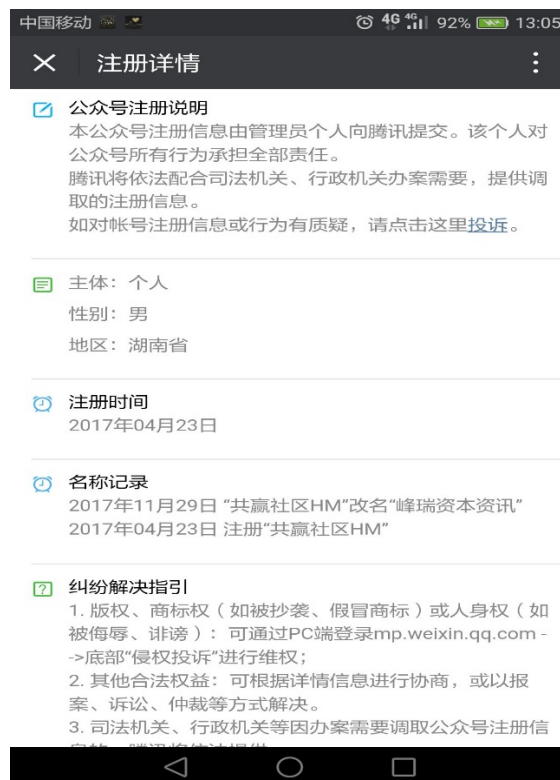 中国移动 4G 4G 92% 13:05
注册详情
公众号注册说明
本公众号注册信息由管理员个人向腾讯提交。该个人对
公众号所有行为承担全部责任。
腾讯将依法配合司法机关、行政机关办案需要，提供调
取的注册信息。
如对帐号注册信息或行为有质疑，请点击这里投诉。
主体：个人
性别：男
地区：湖南省
注册时间
2017年04月23日
名称记录
2017年11月29日 “共赢社区HM”改名“峰瑞资本资讯”
2017年04月23日 注册“共赢社区HM”
纠纷解决指引
1. 版权、商标权（如被抄袭、假冒商标）或人身权（如
被侮辱、诽谤）：可通过PC端登录mp.weixin.qq.com -
->底部“侵权投诉”进行维权；
2. 其他合法权益：可根据详情信息进行协商，或以报
案、诉讼、仲裁等方式解决。
3. 司法机关、行政机关等因办案需要调取公众号注册信